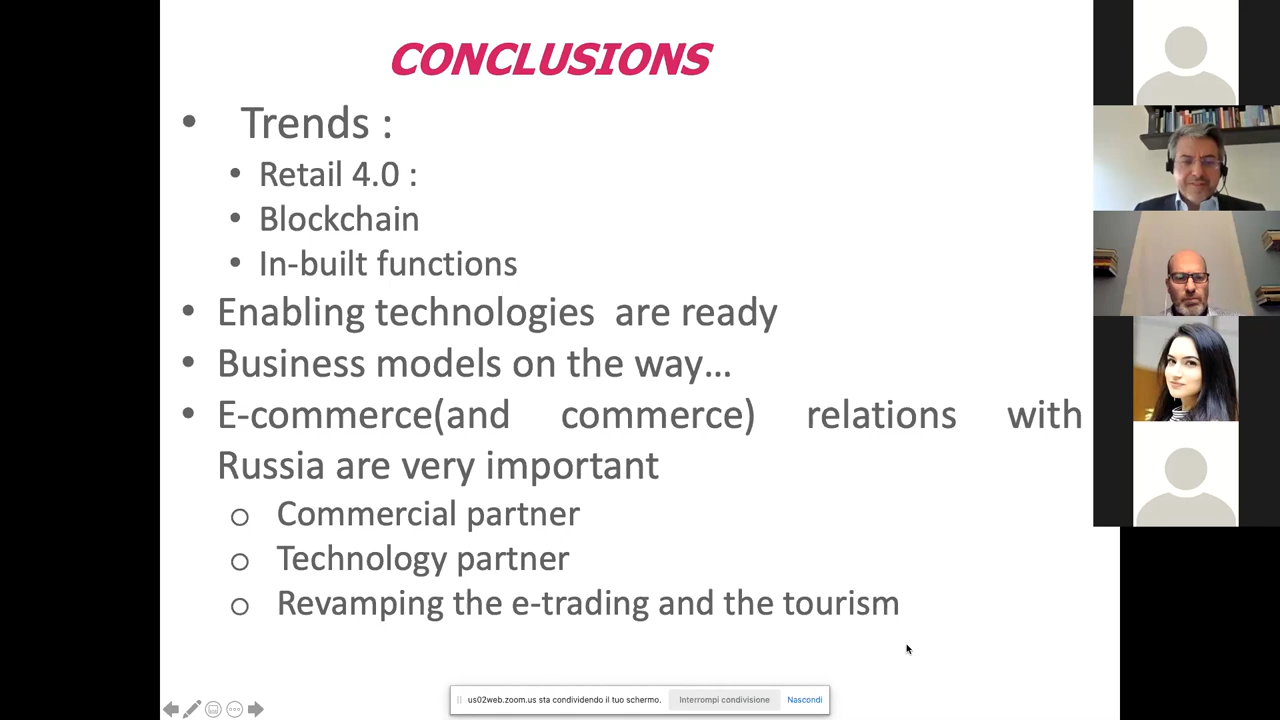 CONCLUSIONS
• Trends :
• Retail 4.0 :
• Blockchain
• In-built functions
• Enabling technologies are ready
• Business models on the way...
• E-commerce(and commerce) relations with
Russia are very important
o Commercial partner
o Technology partner
o Revamping the e-trading and the tourism
us02web.zoom.us sta condividendo il tuo schermo. Interrompi condivisione Nascondi